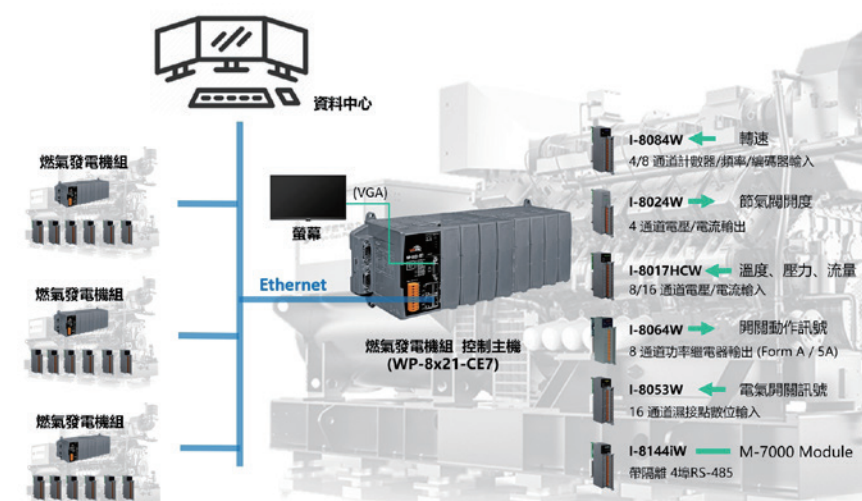 資料中心
燃氣發電機組
燃氣發電機組
燃氣發電機組
(VGA)
螢幕
Ethernet
燃氣發電機組 控制主機
(WP-8x21-CE7)
I-8084W 轉速
4/8 通道計數器/頻率/編碼器輸入
I-8024W 節氣閥開度
4 通道電壓/電流輸出
I-8017HCW 溫度、壓力、流量
8/16 通道電壓/電流輸入
I-8064W 開關動作訊號
8 通道功率繼電器輸出 (Form A / 5A)
I-8053W 電氣開關訊號
16 通道濕接點數位輸入
I-8144iW M-7000 Module
帶隔離 4埠RS-485